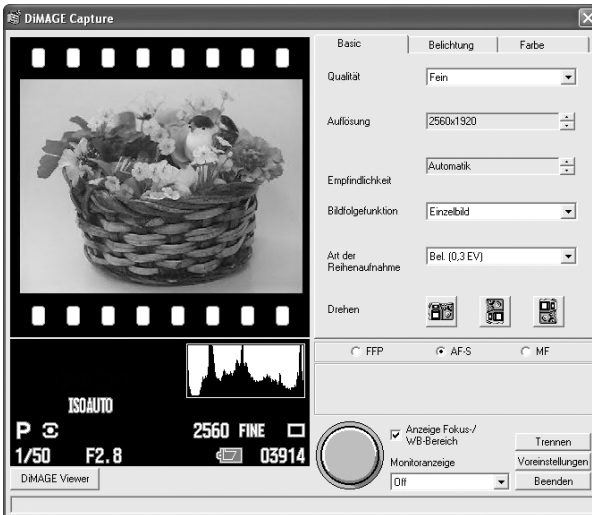 DiMAGE Capture
Basic
Belichtung
Farbe
Qualität
Fein
Auflösung
2560x1920
Empfindlichkeit
Automatik
Bildfolgefunktion
Einzelbild
Art der
Reihenaufnahme
Bel. (0,3 EV)
Drehen
FFP
AF-S
MF
ISOAUTO
P
2560 FINE
1/50 F2.8
03914
DiMAGE Viewer
Anzeige Fokus-/
WB-Bereich
Monitoranzeige
Off
Trennen
Voreinstellungen
Beenden